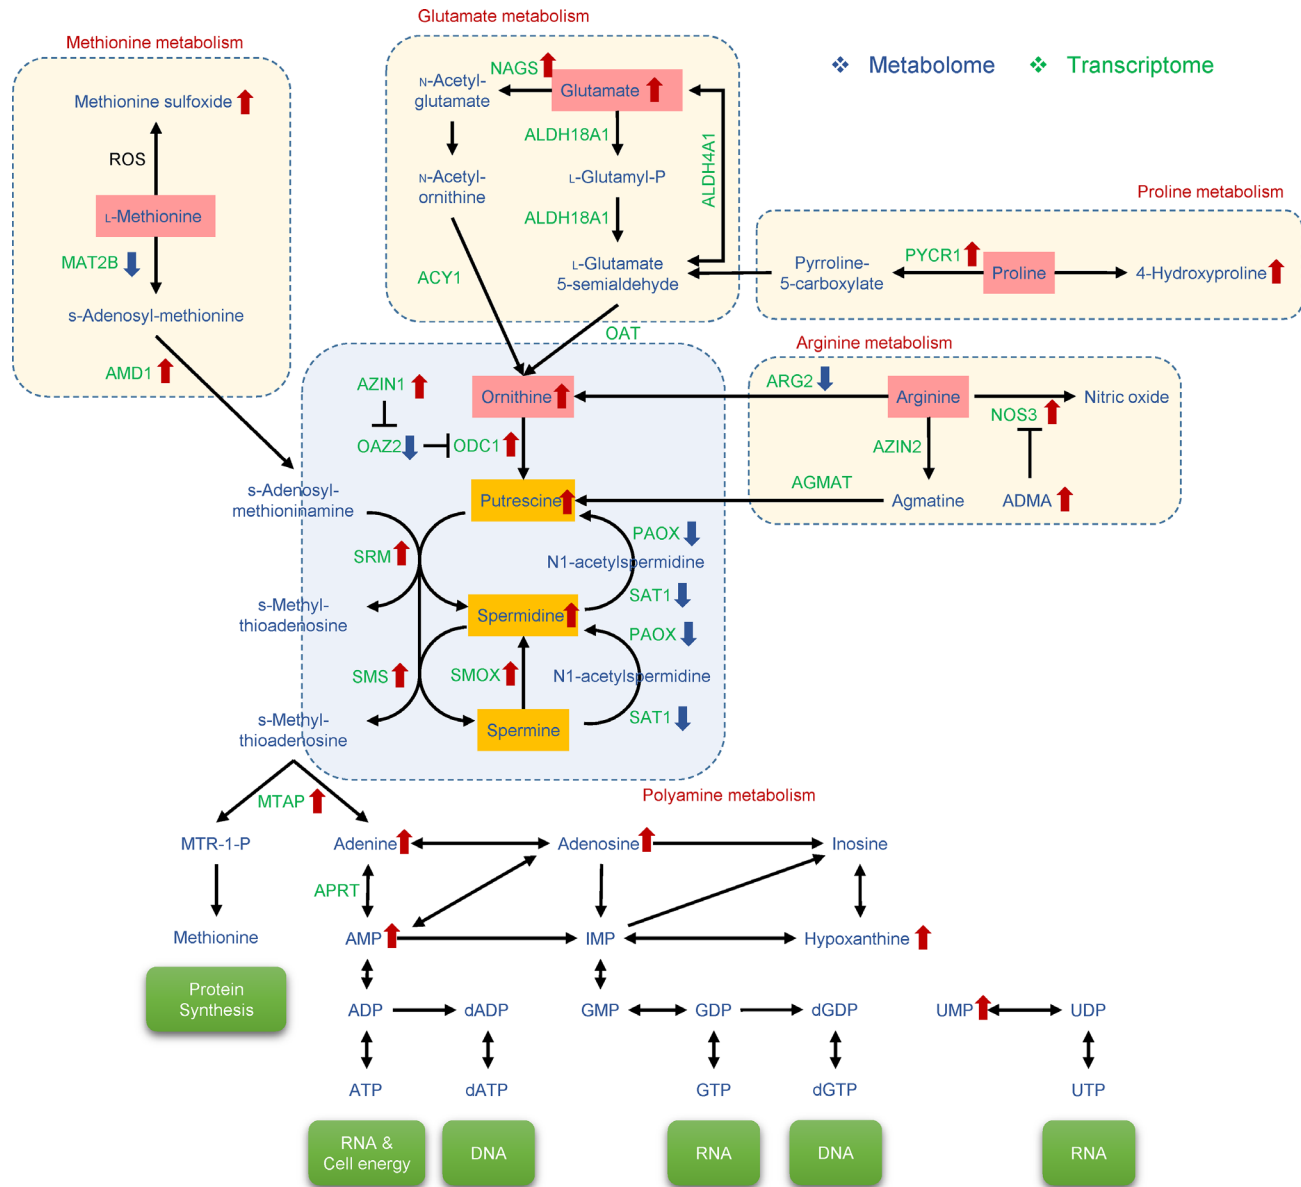 Glutamate metabolism
Methionine metabolism
❖ Metabolome ❖ Transcriptome
NAGS
N-Acetyl-
glutamate
Glutamate
Methionine sulfoxide
ALDH18A1
ALDH4A1
ROS
N-Acetyl-
ornithine
L-Glutamyl-P
Proline metabolism
L-Methionine
ALDH18A1
MAT2B
ACY1
L-Glutamate
5-semialdehyde
Pyrroline-
5-carboxylate
PYCR1
Proline
4-Hydroxyproline
s-Adenosyl-methionine
OAT
Arginine metabolism
AMD1
AZIN1
Ornithine
ARG2
Arginine
Nitric oxide
NOS3
OAZ2
ODC1
AZIN2
AGMAT
s-Adenosyl-
methioninamine
Putrescine
Agmatine
ADMA
PAOX
SRM
N1-acetylspermidine
SAT1
s-Methyl-
thioadenosine
Spermidine
PAOX
SMS
SMOX
N1-acetylspermidine
SAT1
s-Methyl-
thioadenosine
Spermine
MTAP
Polyamine metabolism
MTR-1-P
Adenine
Adenosine
Inosine
APRT
Methionine
AMP
IMP
Hypoxanthine
Protein
Synthesis
ADP
dADP
GMP
GDP
dGDP
UMP
UDP
ATP
dATP
GTP
dGTP
UTP
RNA &
Cell energy
DNA
RNA
DNA
RNA